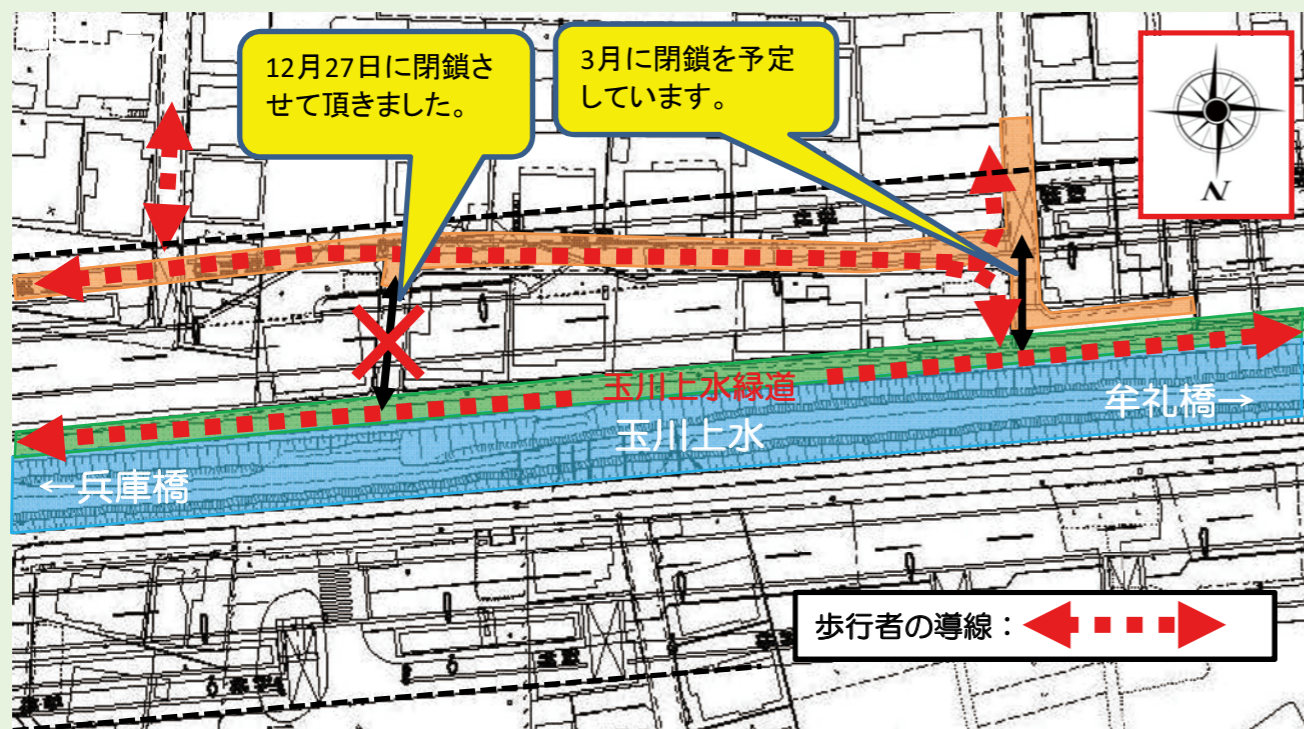 12月27日に閉鎖さ
せて頂きました。
3月に閉鎖を予定
しています。
N
玉川上水緑道
玉川上水
牟礼橋→
←兵庫橋
歩行者の導線：